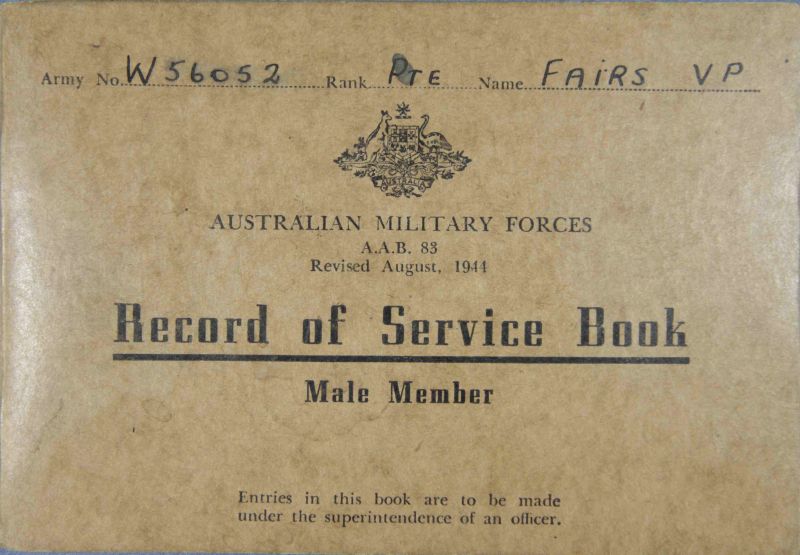 Army No. W56052 Rank PTE Name FAIRS VP
AUSTRALIA
AUSTRALIAN MILITARY FORCES
A.A.B. 83
Revised August, 1944
Record of Service Book
Male Member
Entries in this book are to be made
under the superintendence of an officer.